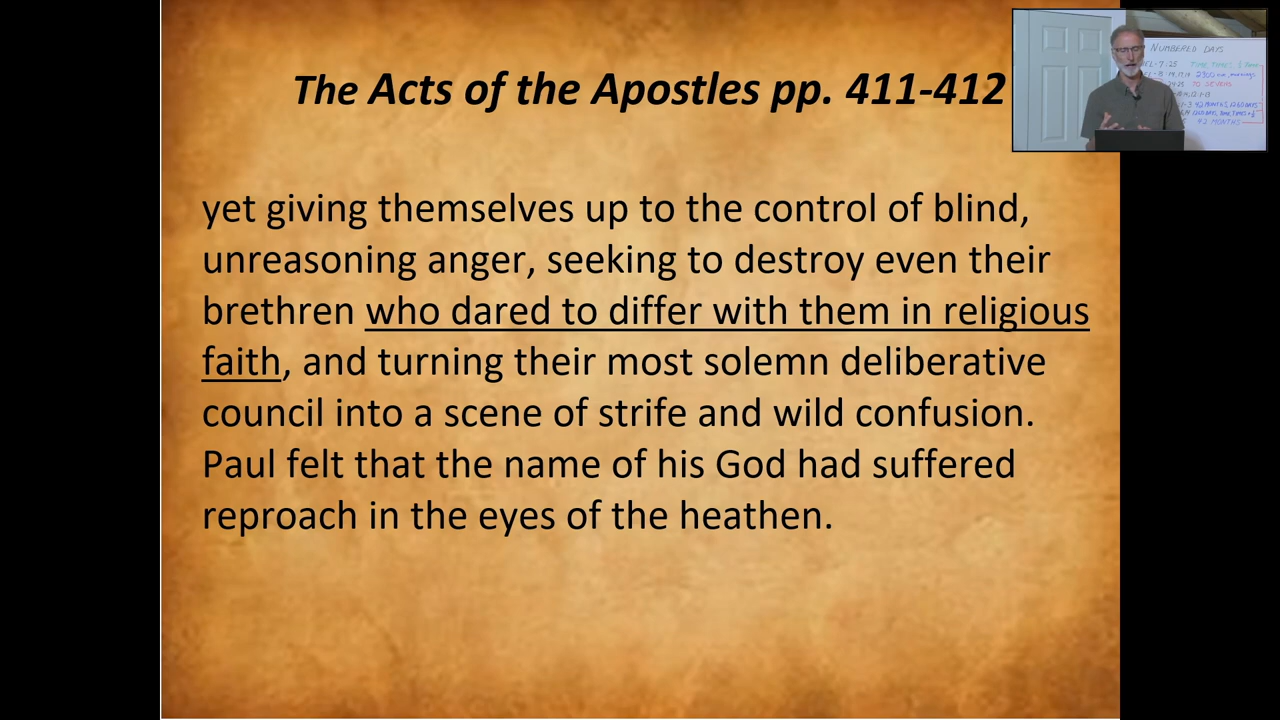 The Acts of the Apostles pp. 411-412
NUMBERED DAYS
yet giving themselves up to the control of blind,
unreasoning anger, seeking to destroy even their
brethren who dared to differ with them in religious
faith, and turning their most solemn deliberative
council into a scene of strife and wild confusion.
Paul felt that the name of his God had suffered
reproach in the eyes of the heathen.